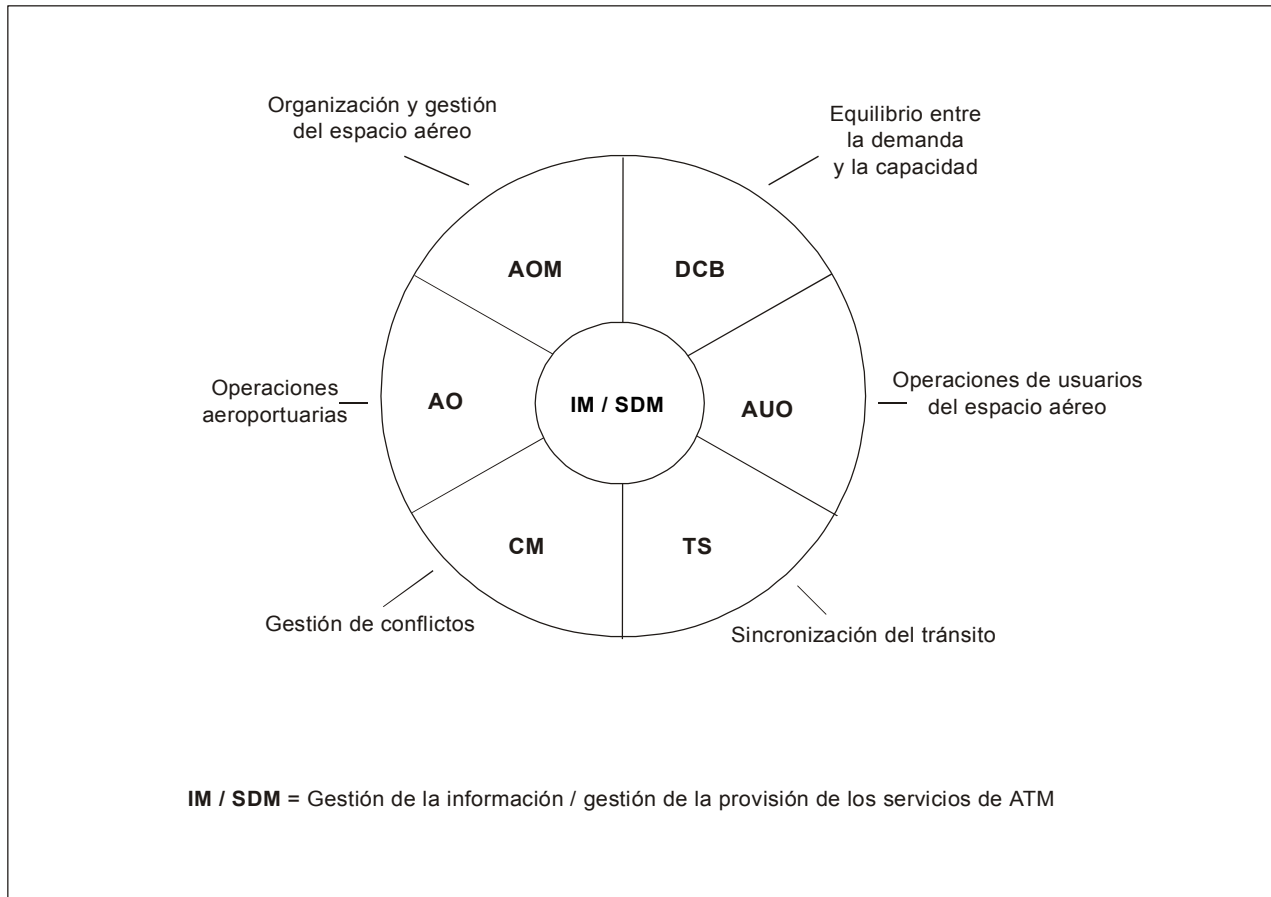 Organización y gestión
del espacio aéreo
Equilibrio entre
la demanda
y la capacidad
AOM
DCB
Operaciones
aeroportuarias
AO
IM / SDM
AUO
Operaciones de usuarios
del espacio aéreo
CM
TS
Gestión de conflictos
Sincronización del tránsito
IM / SDM = Gestión de la información / gestión de la provisión de los servicios de ATM